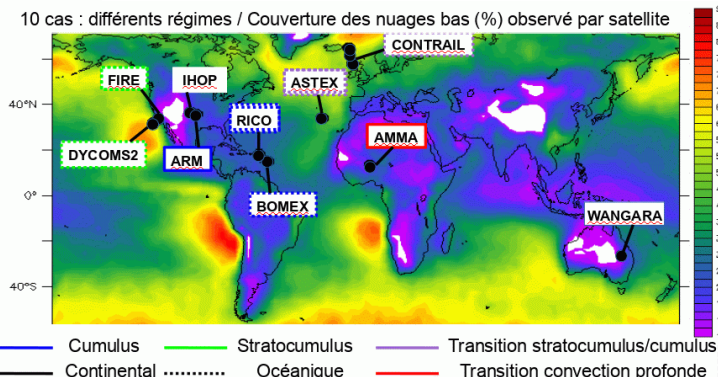 10 cas : différents régimes / Couverture des nuages bas (%) observé par satellite
CONTRAIL
FIRE
IHOP
ASTEX
40°N
RICO
AMMA
DYCOMS2
ARM
0°
BOMEX
WANGARA
40°S
Cumulus
Stratocumulus
Transition stratocumulus/cumulus
Continental
Océanique
Transition convection profonde